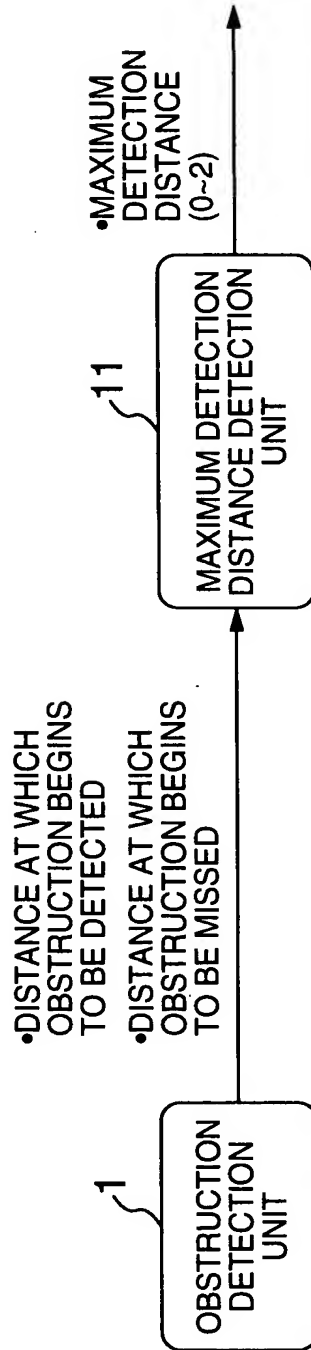 1
OBSTRUCTION
DETECTION
UNIT
•DISTANCE AT WHICH
OBSTRUCTION BEGINS
TO BE DETECTED
•DISTANCE AT WHICH
OBSTRUCTION BEGINS
TO BE MISSED
11
MAXIMUM DETECTION
DISTANCE DETECTION
UNIT
•MAXIMUM
DETECTION
DISTANCE
(0~2)